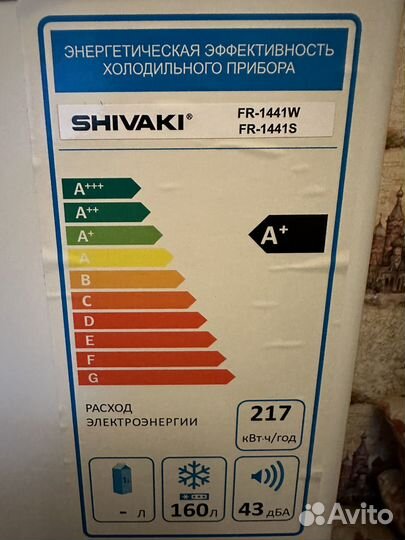 ЭНЕРГЕТИЧЕСКАЯ ЭФФЕКТИВНОСТЬ
ХОЛОДИЛЬНОГО ПРИБОРА
SHIVAKI® FR-1441W
FR-1441S
A+++
A++
A+
A
B
C
D
E
F
G
A+
РАСХОД
ЭЛЕКТРОЭНЕРГИИ
217
кВт·ч/год
- л
160л
43 дБА
Avito